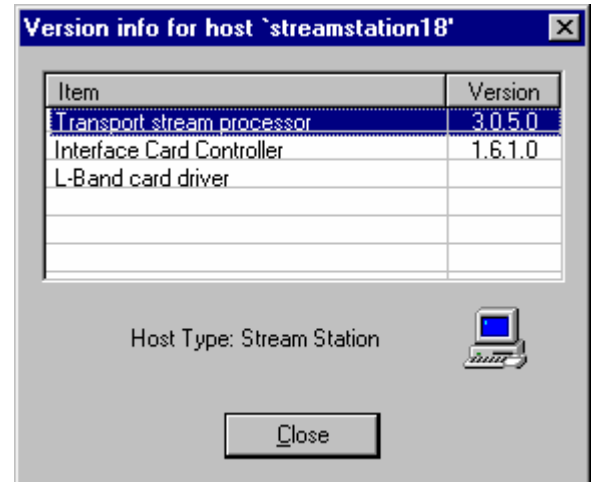 Version info for host `streamstation18'
Item Version
Transport stream processor 3.0.5.0
Interface Card Controller 1.6.1.0
L-Band card driver
Host Type: Stream Station
Close